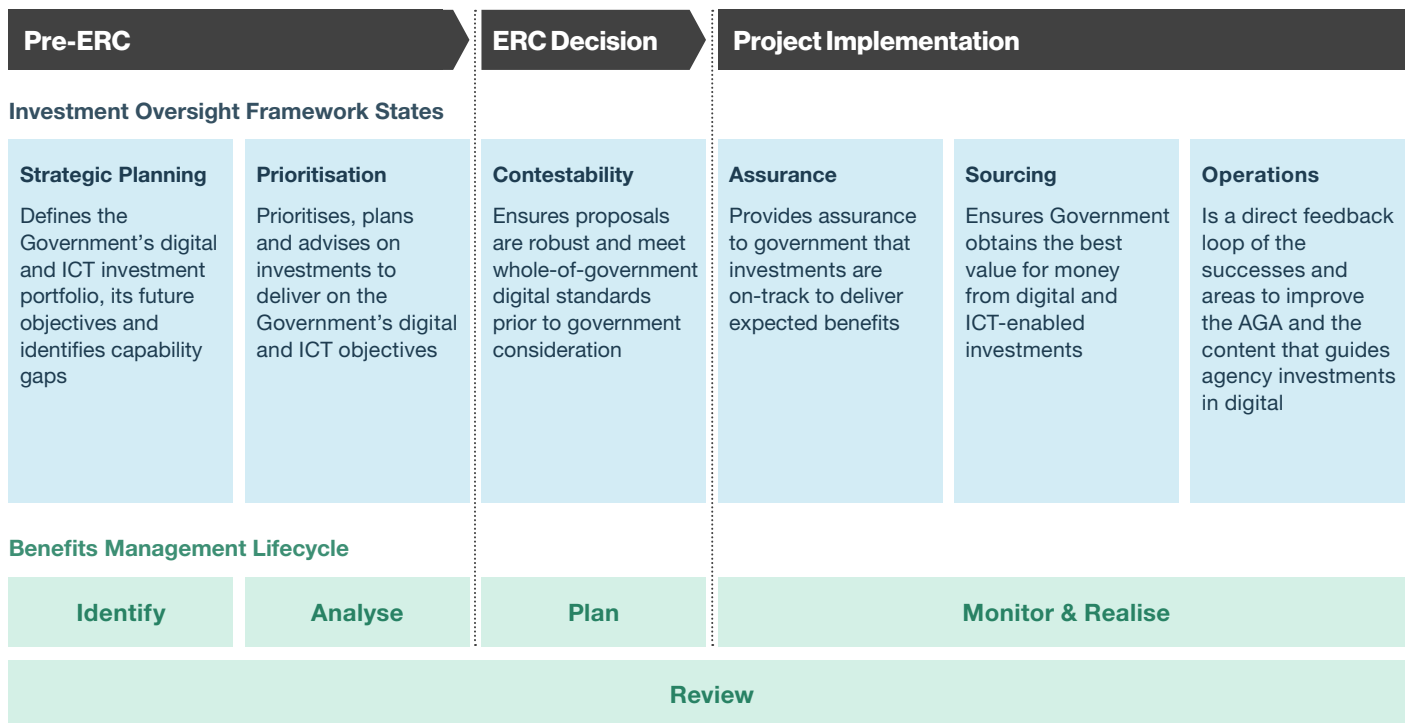 Pre-ERC
ERC Decision
Project Implementation
Investment Oversight Framework States
Strategic Planning
Defines the
Government’s digital
and ICT investment
portfolio, its future
objectives and
identifies capability
gaps
Prioritisation
Prioritises, plans
and advises on
investments to
deliver on the
Government’s digital
and ICT objectives
Contestability
Ensures proposals
are robust and meet
whole-of-government
digital standards
prior to government
consideration
Assurance
Provides assurance
to government that
investments are
on-track to deliver
expected benefits
Sourcing
Ensures Government
obtains the best
value for money
from digital and
ICT-enabled
investments
Operations
Is a direct feedback
loop of the
successes and
areas to improve
the AGA and the
content that guides
agency investments
in digital
Benefits Management Lifecycle
Identify
Analyse
Plan
Monitor & Realise
Review